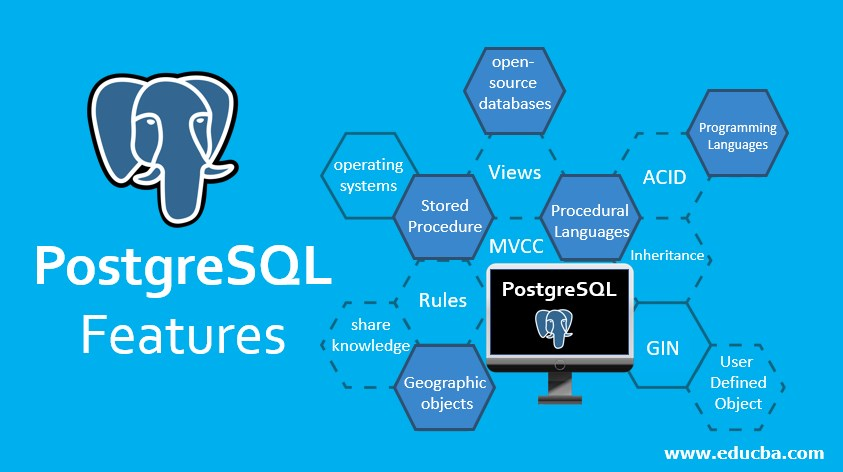 PostgreSQL
Features
open-
source
databases
Programming
Languages
operating
systems
Views
ACID
Stored
Procedure
Procedural
Languages
MVCC
Inheritance
Rules
PostgreSQL
share
knowledge
GIN
Geographic
objects
User
Defined
Object
www.educba.com